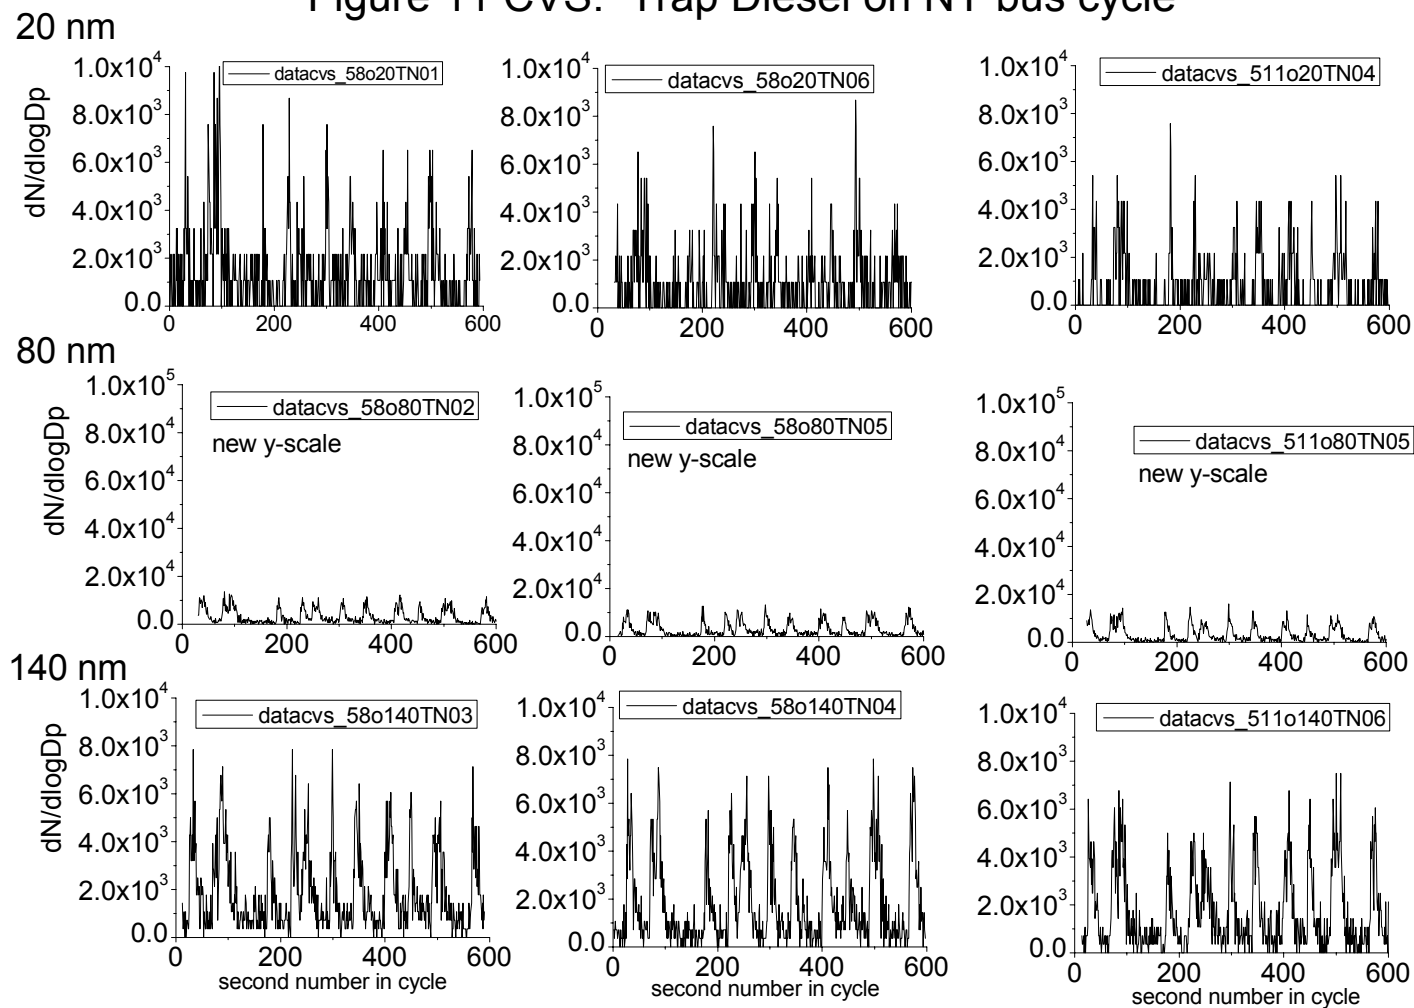 Figure 11 CVS: Trap Diesel on NY bus cycle
20 nm
dN/dlogDp
1.0x10^4
8.0x10^3
6.0x10^3
4.0x10^3
2.0x10^3
0.0
datacvs_58o20TN01
0 200 400 600
1.0x10^4
8.0x10^3
6.0x10^3
4.0x10^3
2.0x10^3
0.0
datacvs_58o20TN06
0 200 400 600
1.0x10^4
8.0x10^3
6.0x10^3
4.0x10^3
2.0x10^3
0.0
datacvs_511o20TN04
0 200 400 600
80 nm
dN/dlogDp
1.0x10^5
8.0x10^4
6.0x10^4
4.0x10^4
2.0x10^4
0.0
datacvs_58o80TN02
new y-scale
0 200 400 600
1.0x10^5
8.0x10^4
6.0x10^4
4.0x10^4
2.0x10^4
0.0
datacvs_58o80TN05
new y-scale
0 200 400 600
1.0x10^5
8.0x10^4
6.0x10^4
4.0x10^4
2.0x10^4
0.0
datacvs_511o80TN05
new y-scale
0 200 400 600
140 nm
dN/dlogDp
1.0x10^4
8.0x10^3
6.0x10^3
4.0x10^3
2.0x10^3
0.0
datacvs_58o140TN03
0 200 400 600
second number in cycle
1.0x10^4
8.0x10^3
6.0x10^3
4.0x10^3
2.0x10^3
0.0
datacvs_58o140TN04
0 200 400 600
second number in cycle
1.0x10^4
8.0x10^3
6.0x10^3
4.0x10^3
2.0x10^3
0.0
datacvs_511o140TN06
0 200 400 600
second number in cycle